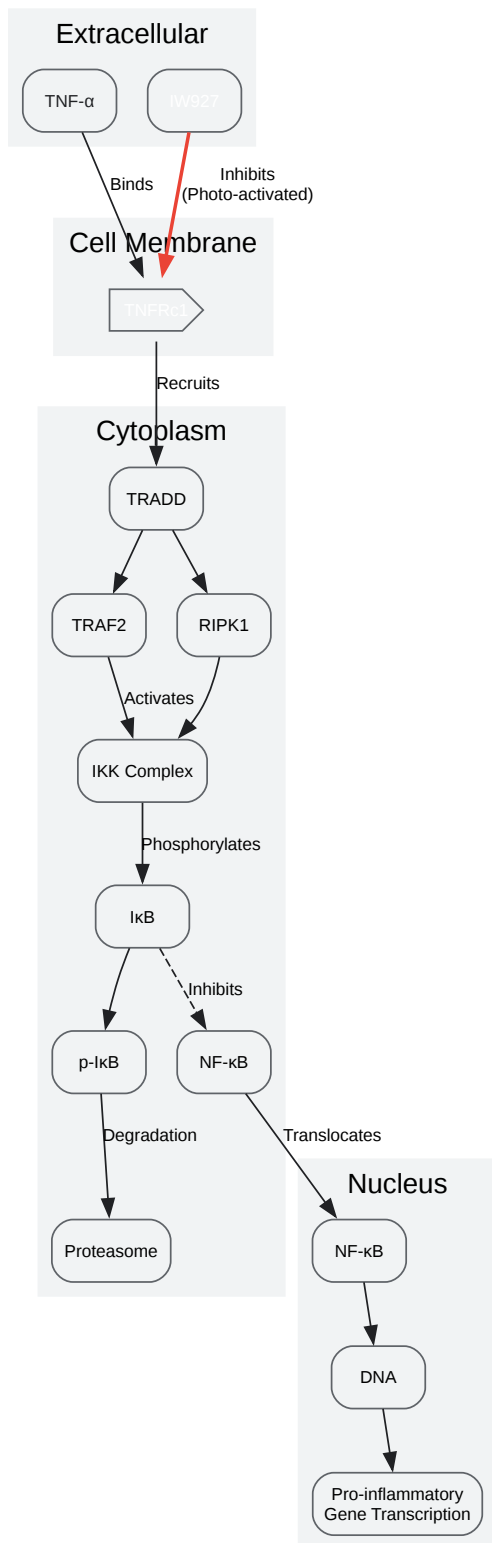 Extracellular
TNF-α
IW927
Binds
Inhibits
(Photo-activated)
Cell Membrane
TNFRc1
Recruits
Cytoplasm
TRADD
TRAF2
RIPK1
Activates
IKK Complex
Phosphorylates
IκB
Inhibits
p-IκB
NF-κB
Degradation
Translocates
Nucleus
Proteasome
NF-κB
DNA
Pro-inflammatory
Gene Transcription